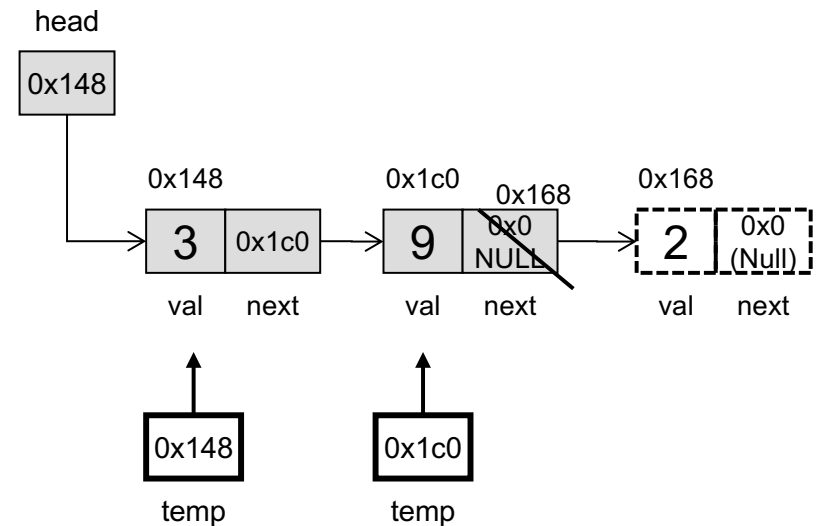 head
0x148
0x148
0x1c0
0x168
0x168
3
0x1c0
9
0x0
NULL
2
0x0
(Null)
val
next
val
next
val
next
0x148
0x1c0
temp
temp